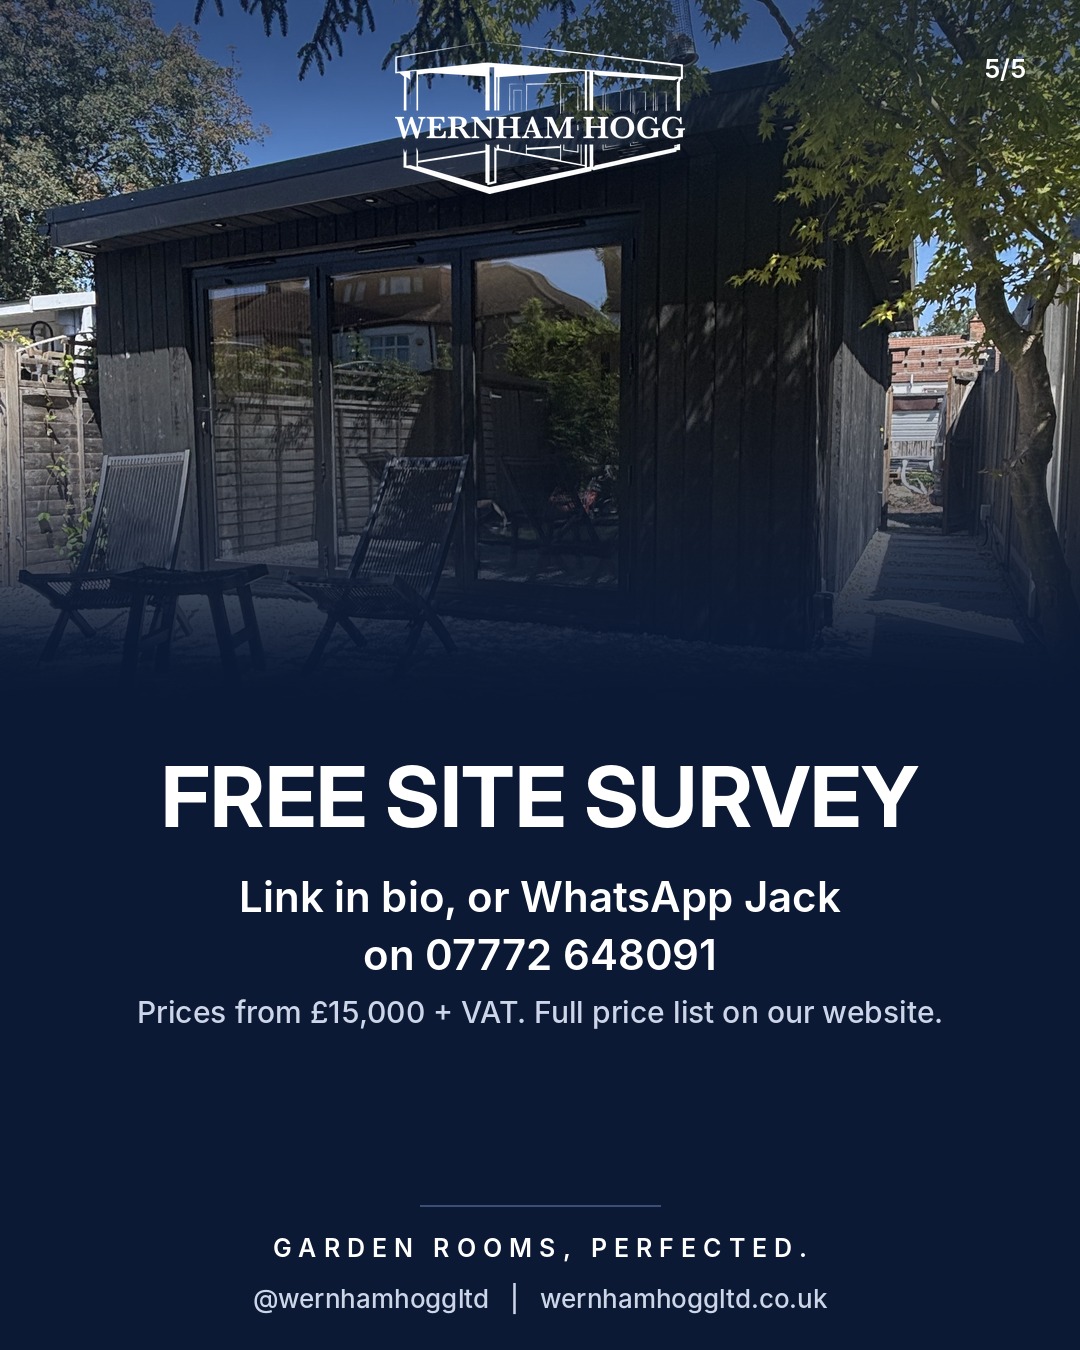 5/5
WERNHAM HOGG
FREE SITE SURVEY
Link in bio, or WhatsApp Jack
on 07772 648091
Prices from £15,000 + VAT. Full price list on our website.
GARDEN ROOMS, PERFECTED.
@wernhamhoggltd | wernhamhoggltd.co.uk